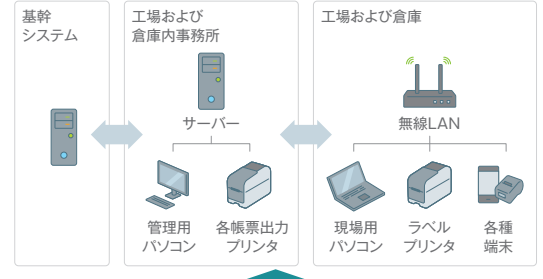 基幹
システム
工場および
倉庫内事務所
サーバー
管理用
パソコン
各帳票出力
プリンタ
工場および倉庫
無線LAN
現場用
パソコン
ラベル
プリンタ
各種
端末